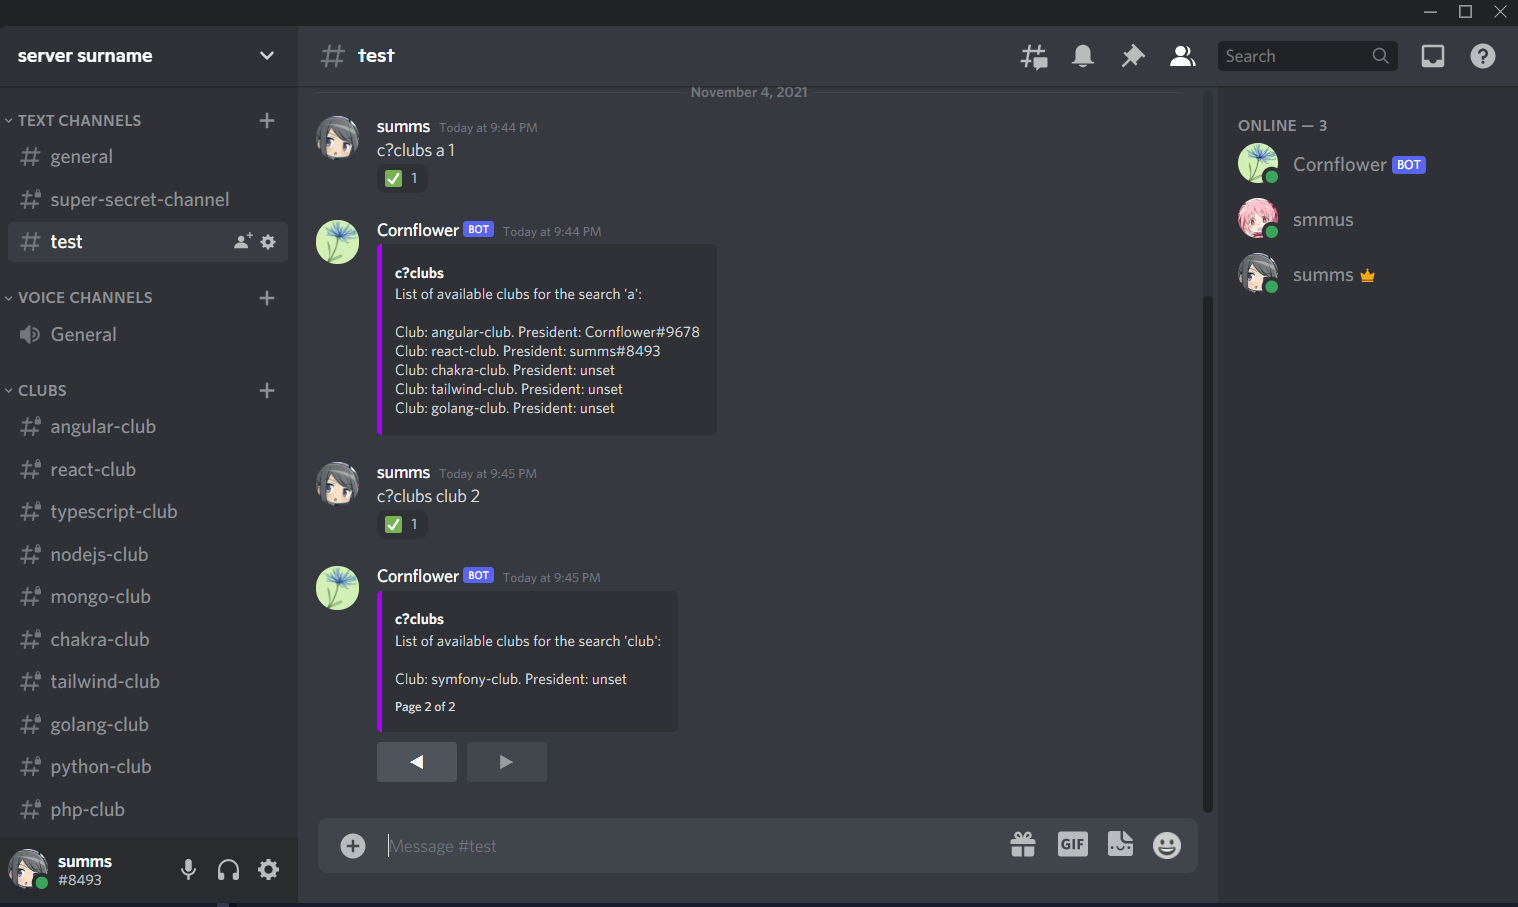 server surname
TEXT CHANNELS
general
super-secret-channel
test
VOICE CHANNELS
General
CLUBS
angular-club
react-club
typescript-club
nodejs-club
mongo-club
chakra-club
tailwind-club
golang-club
python-club
php-club
summs
#8493
test
Search
November 4, 2021
summs Today at 9:44 PM
c?clubs a 1
1
Cornflower BOT Today at 9:44 PM
c?clubs
List of available clubs for the search 'a':
Club: angular-club. President: Cornflower#9678
Club: react-club. President: summs#8493
Club: chakra-club. President: unset
Club: tailwind-club. President: unset
Club: golang-club. President: unset
summs Today at 9:45 PM
c?clubs club 2
1
Cornflower BOT Today at 9:45 PM
c?clubs
List of available clubs for the search 'club':
Club: symfony-club. President: unset
Page 2 of 2
Message #test
GIF
ONLINE — 3
Cornflower BOT
smmus
summs